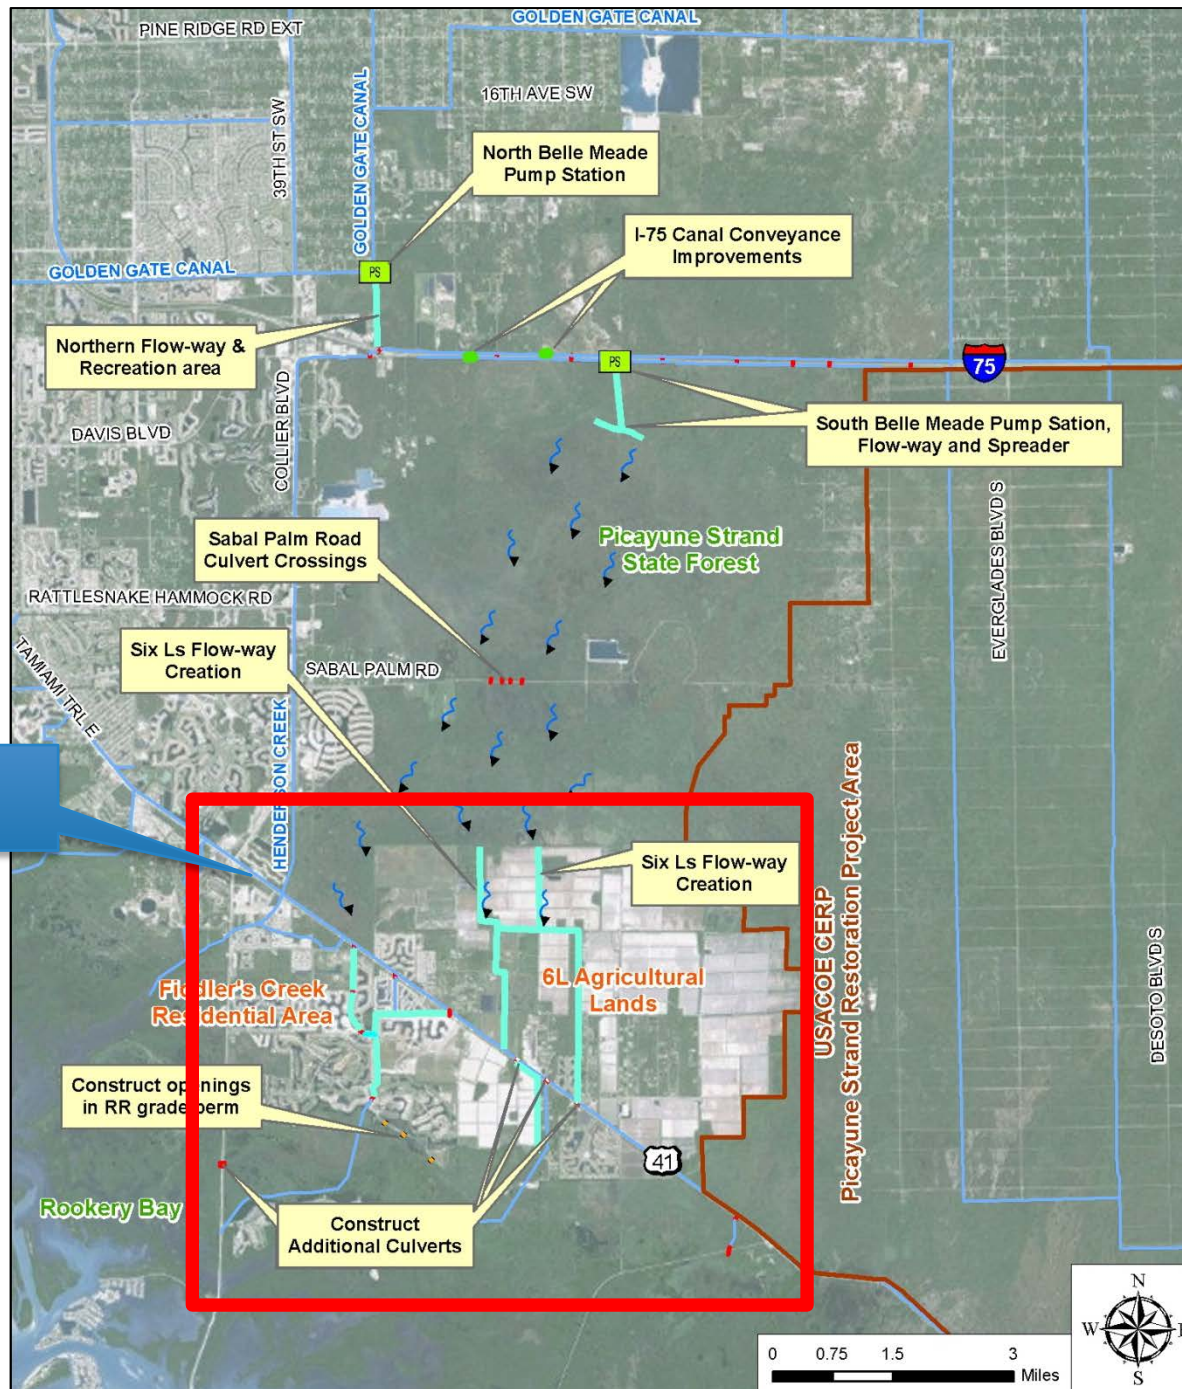 GOLDEN GATE CANAL
PINE RIDGE RD EXT
16TH AVE SW
39TH ST SW
GOLDEN GATE CANAL
North Belle Meade
Pump Station
I-75 Canal Conveyance
Improvements
GOLDEN GATE CANAL
PS
Northern Flow-way &
Recreation area
PS
75
COLLIER BLVD
DAVIS BLVD
South Belle Meade Pump Sation,
Flow-way and Spreader
EVERGLADES BLVD S
Sabal Palm Road
Culvert Crossings
Picayune Strand
State Forest
RATTLESNAKE HAMMOCK RD
Six Ls Flow-way
Creation
SABAL PALM RD
TAMIAMI TRL E
HENDERSON CREEK
USACOE CERP
Picayune Strand Restoration Project Area
Six Ls Flow-way
Creation
6L Agricultural
Lands
Fiddler's Creek
Residential Area
DESOTO BLVD S
Construct openings
in RR grade berm
41
Rookery Bay
Construct
Additional Culverts
N
W
E
S
0 0.75 1.5 3
Miles